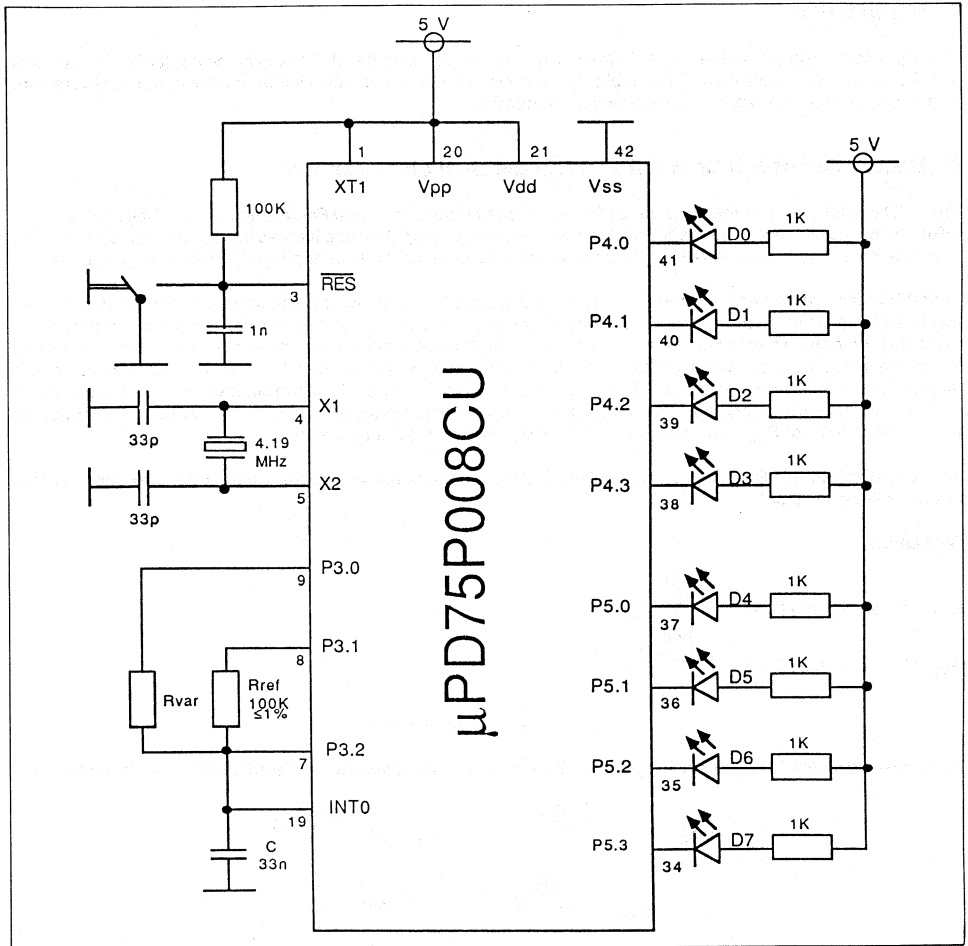 5 V
1
20
21
42
5 V
XT1
Vpp
Vdd
Vss
100K
P4.0
41
D0
1K
3
RES
1n
P4.1
40
D1
1K
X1
4
33p
4.19
MHz
P4.2
39
D2
1K
X2
5
33p
P4.3
38
D3
1K
µPD75P008CU
P3.0
9
P5.0
37
D4
1K
P3.1
8
Rvar
Rref
100K
≤1%
P5.1
36
D5
1K
P3.2
7
P5.2
35
D6
1K
INT0
19
C
33n
P5.3
34
D7
1K